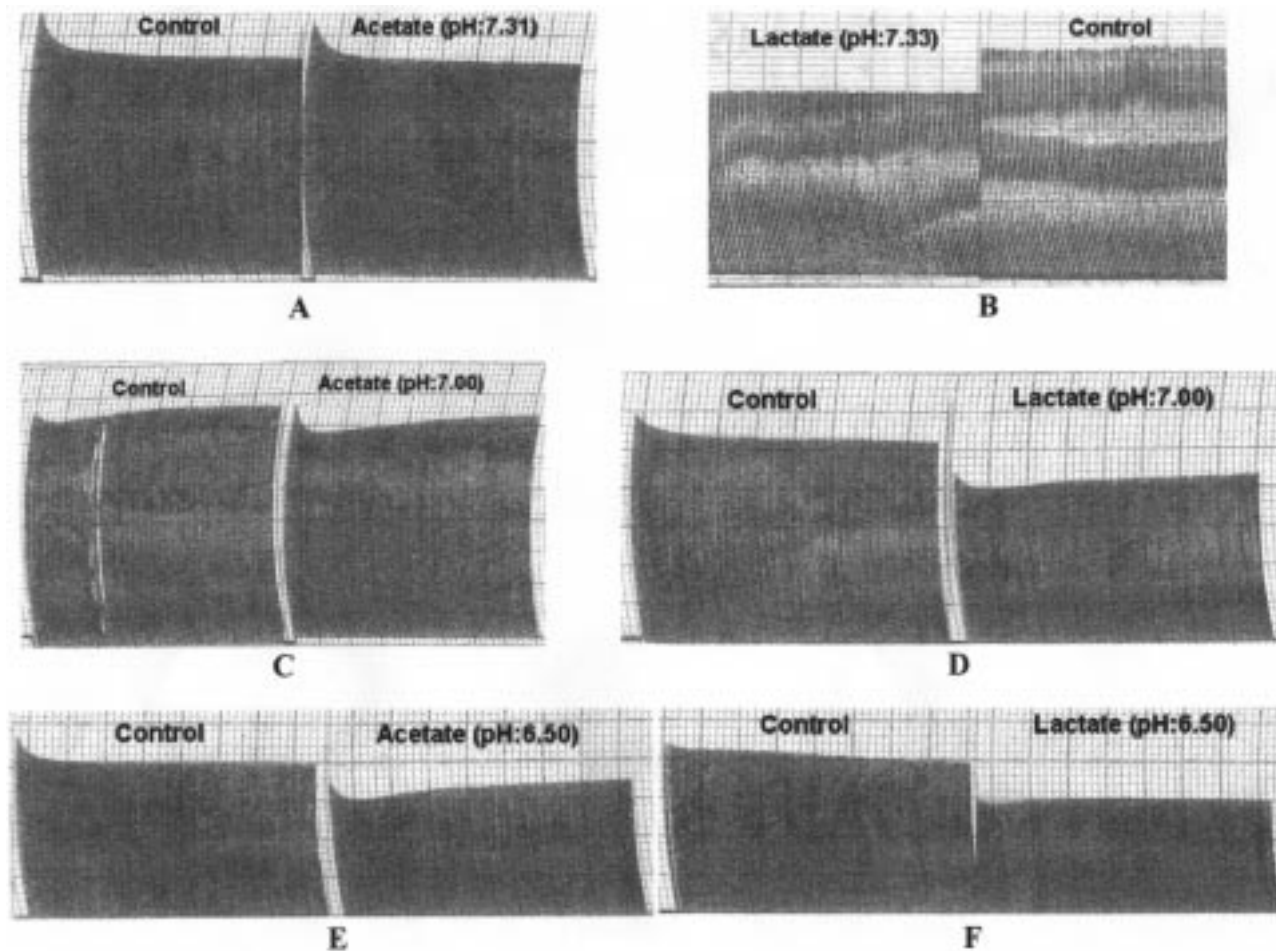 Control
Acetate (pH:7.31)
Lactate (pH:7.33)
Control
A
B
Control
Acetate (pH:7.00)
Control
Lactate (pH:7.00)
C
D
Control
Acetate (pH:6.50)
Control
Lactate (pH:6.50)
E
F